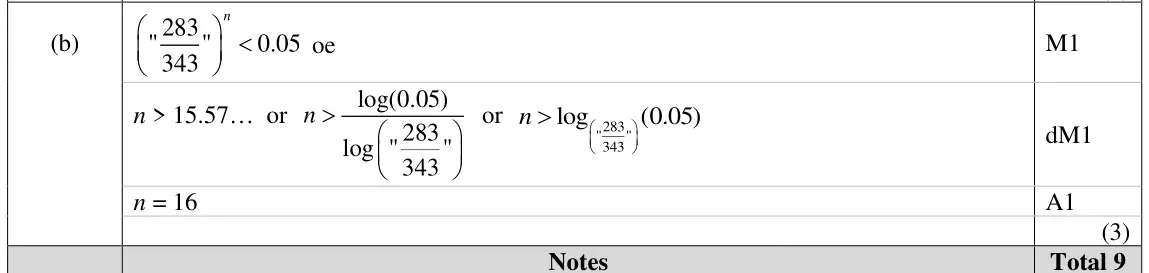 (b) ("283/343")^n < 0.05 oe M1
n > 15.57… or n > log(0.05)/log("283/343") or n > log_("283/343")(0.05) dM1
n = 16 A1
(3)
Notes Total 9